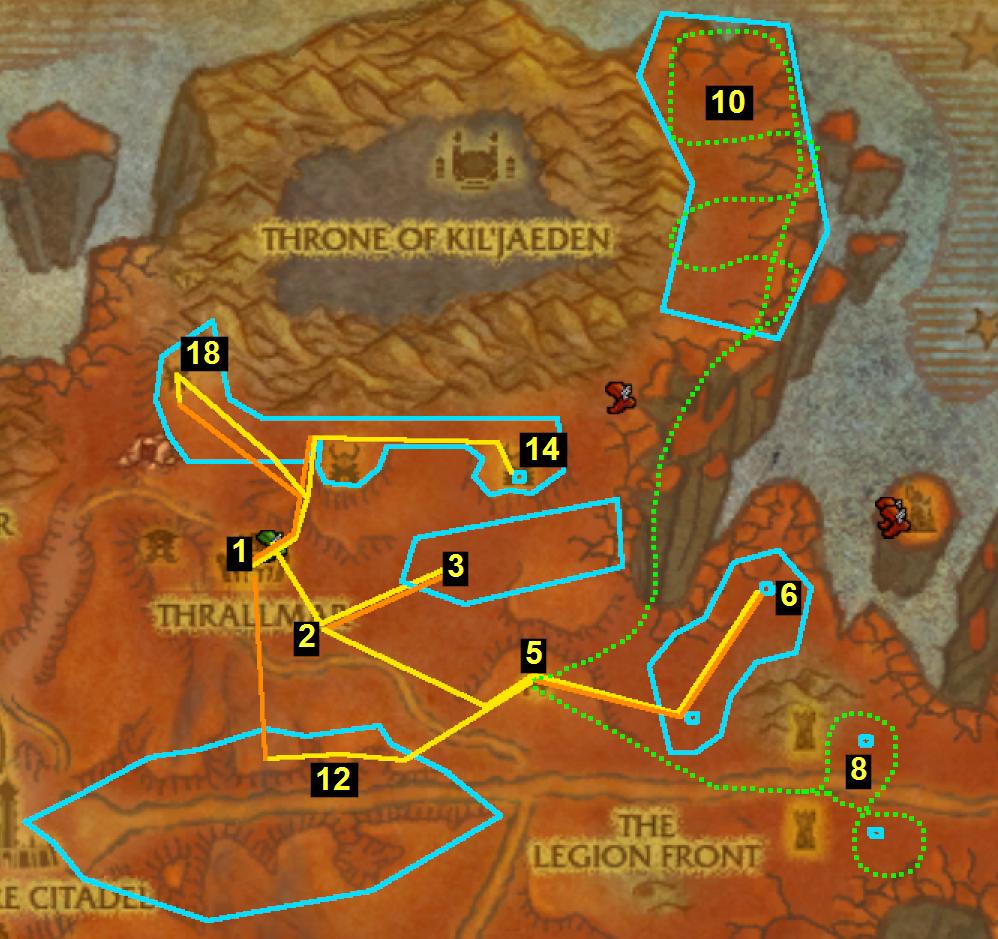 10
THRONE OF KIL'JAEDEN
18
14
1
3
THRALLMAR
2
6
5
8
12
THE
LEGION FRONT
RE CITADEL
R